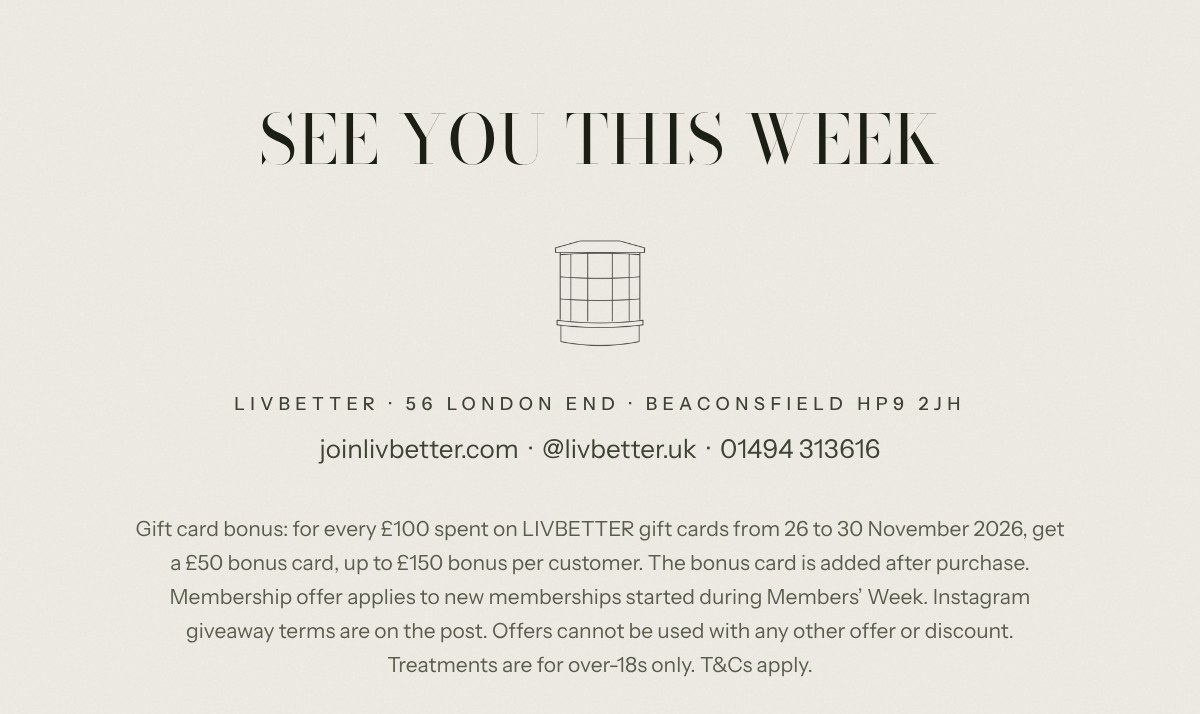 SEE YOU THIS WEEK
LIVBETTER · 56 LONDON END · BEACONSFIELD HP9 2JH
joinlivbetter.com · @livbetter.uk · 01494 313616
Gift card bonus: for every £100 spent on LIVBETTER gift cards from 26 to 30 November 2026, get
a £50 bonus card, up to £150 bonus per customer. The bonus card is added after purchase.
Membership offer applies to new memberships started during Members’ Week. Instagram
giveaway terms are on the post. Offers cannot be used with any other offer or discount.
Treatments are for over-18s only. T&Cs apply.